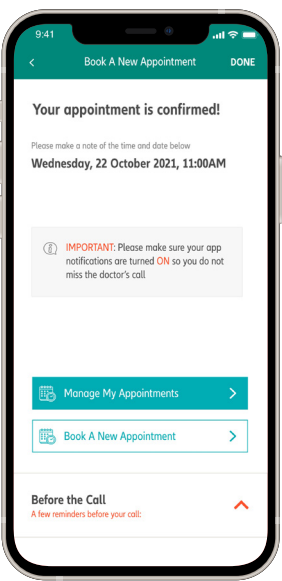 9:41
Book A New Appointment DONE
Your appointment is confirmed!
Please make a note of the time and date below
Wednesday, 22 October 2021, 11:00AM
IMPORTANT: Please make sure your app
notifications are turned ON so you do not
miss the doctor's call
Manage My Appointments
Book A New Appointment
Before the Call
A few reminders before your call: